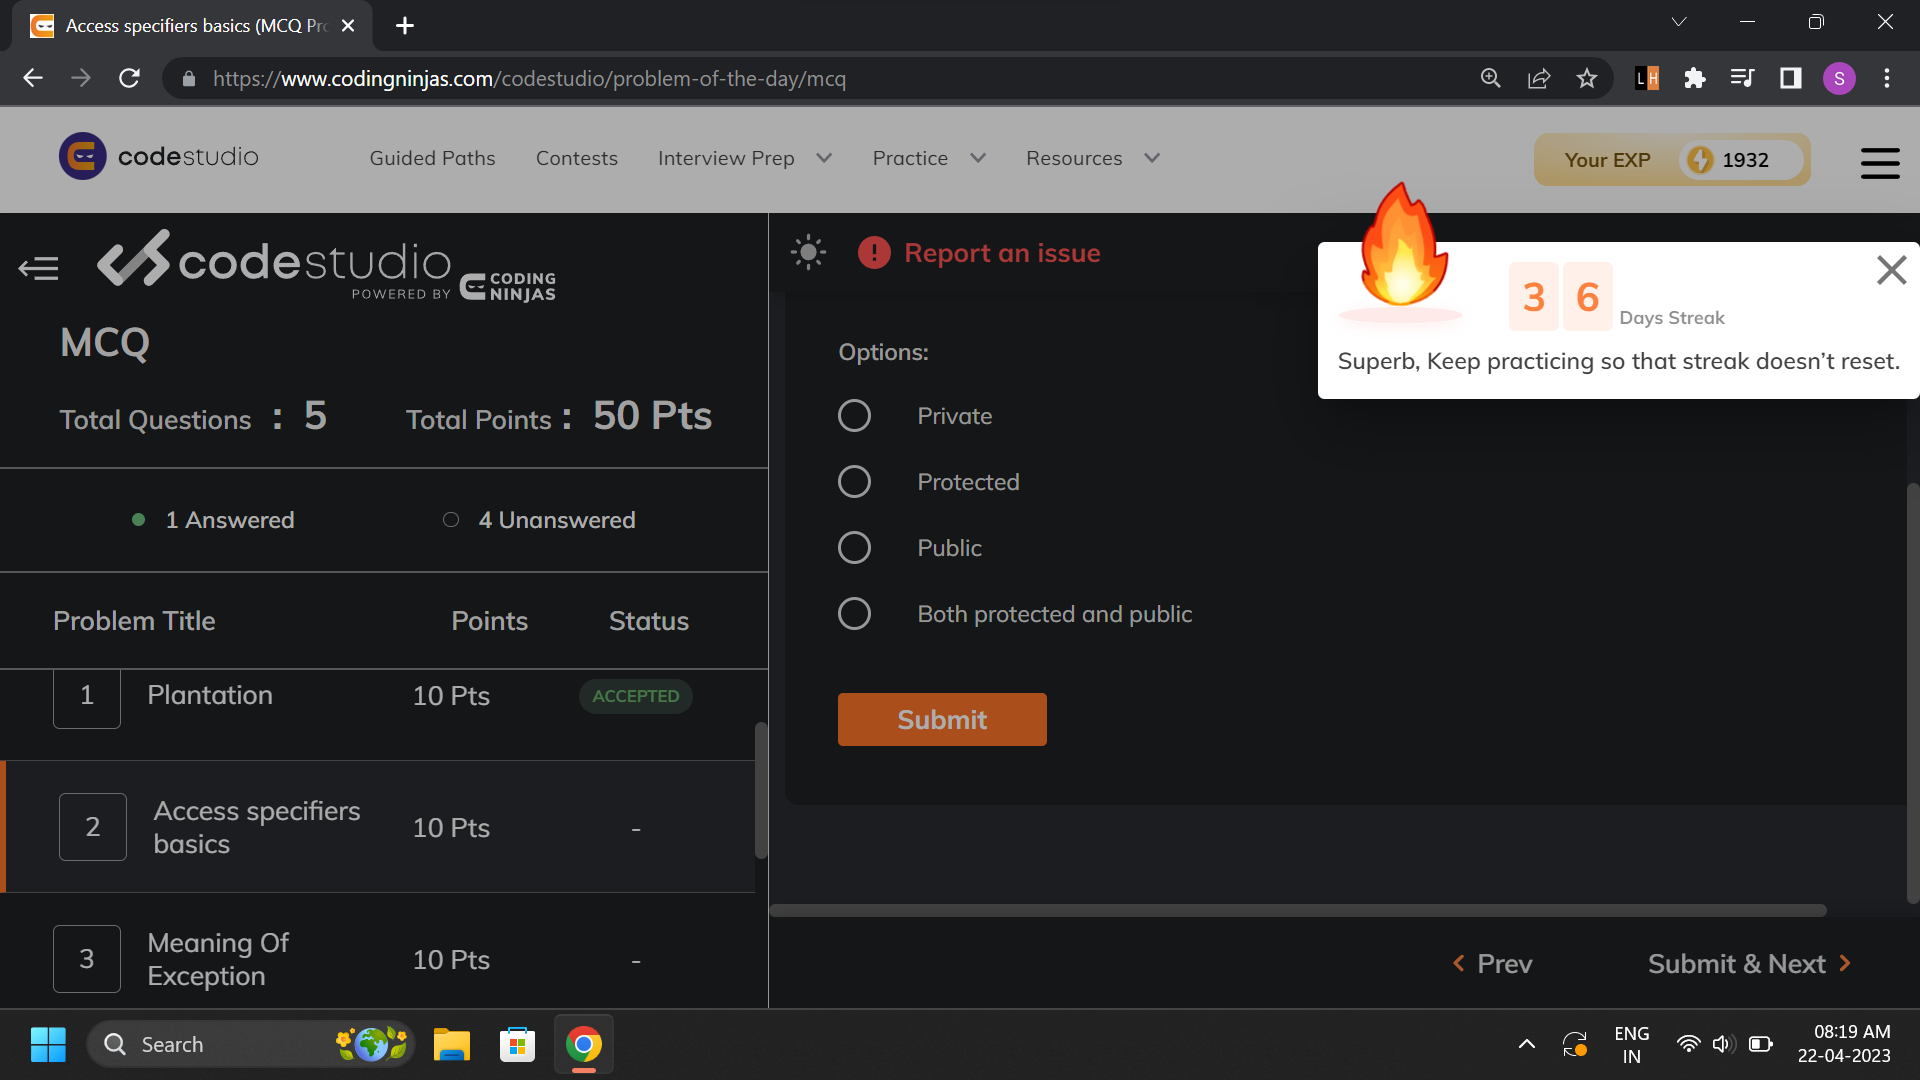 Access specifiers basics (MCQ Pr
https://www.codingninjas.com/codestudio/problem-of-the-day/mcq
L H
S
codestudio
Guided Paths
Contests
Interview Prep
Practice
Resources
Your EXP
1932
codestudio
POWERED BY
CODING
NINJAS
MCQ
Total Questions : 5
Total Points : 50 Pts
1 Answered
4 Unanswered
Problem Title
Points
Status
1
Plantation
10 Pts
ACCEPTED
2
Access specifiers
basics
10 Pts
-
3
Meaning Of
Exception
10 Pts
-
Report an issue
3 6
Days Streak
Superb, Keep practicing so that streak doesn’t reset.
Options:
Private
Protected
Public
Both protected and public
Submit
Prev
Submit & Next
Search
ENG
IN
08:19 AM
22-04-2023